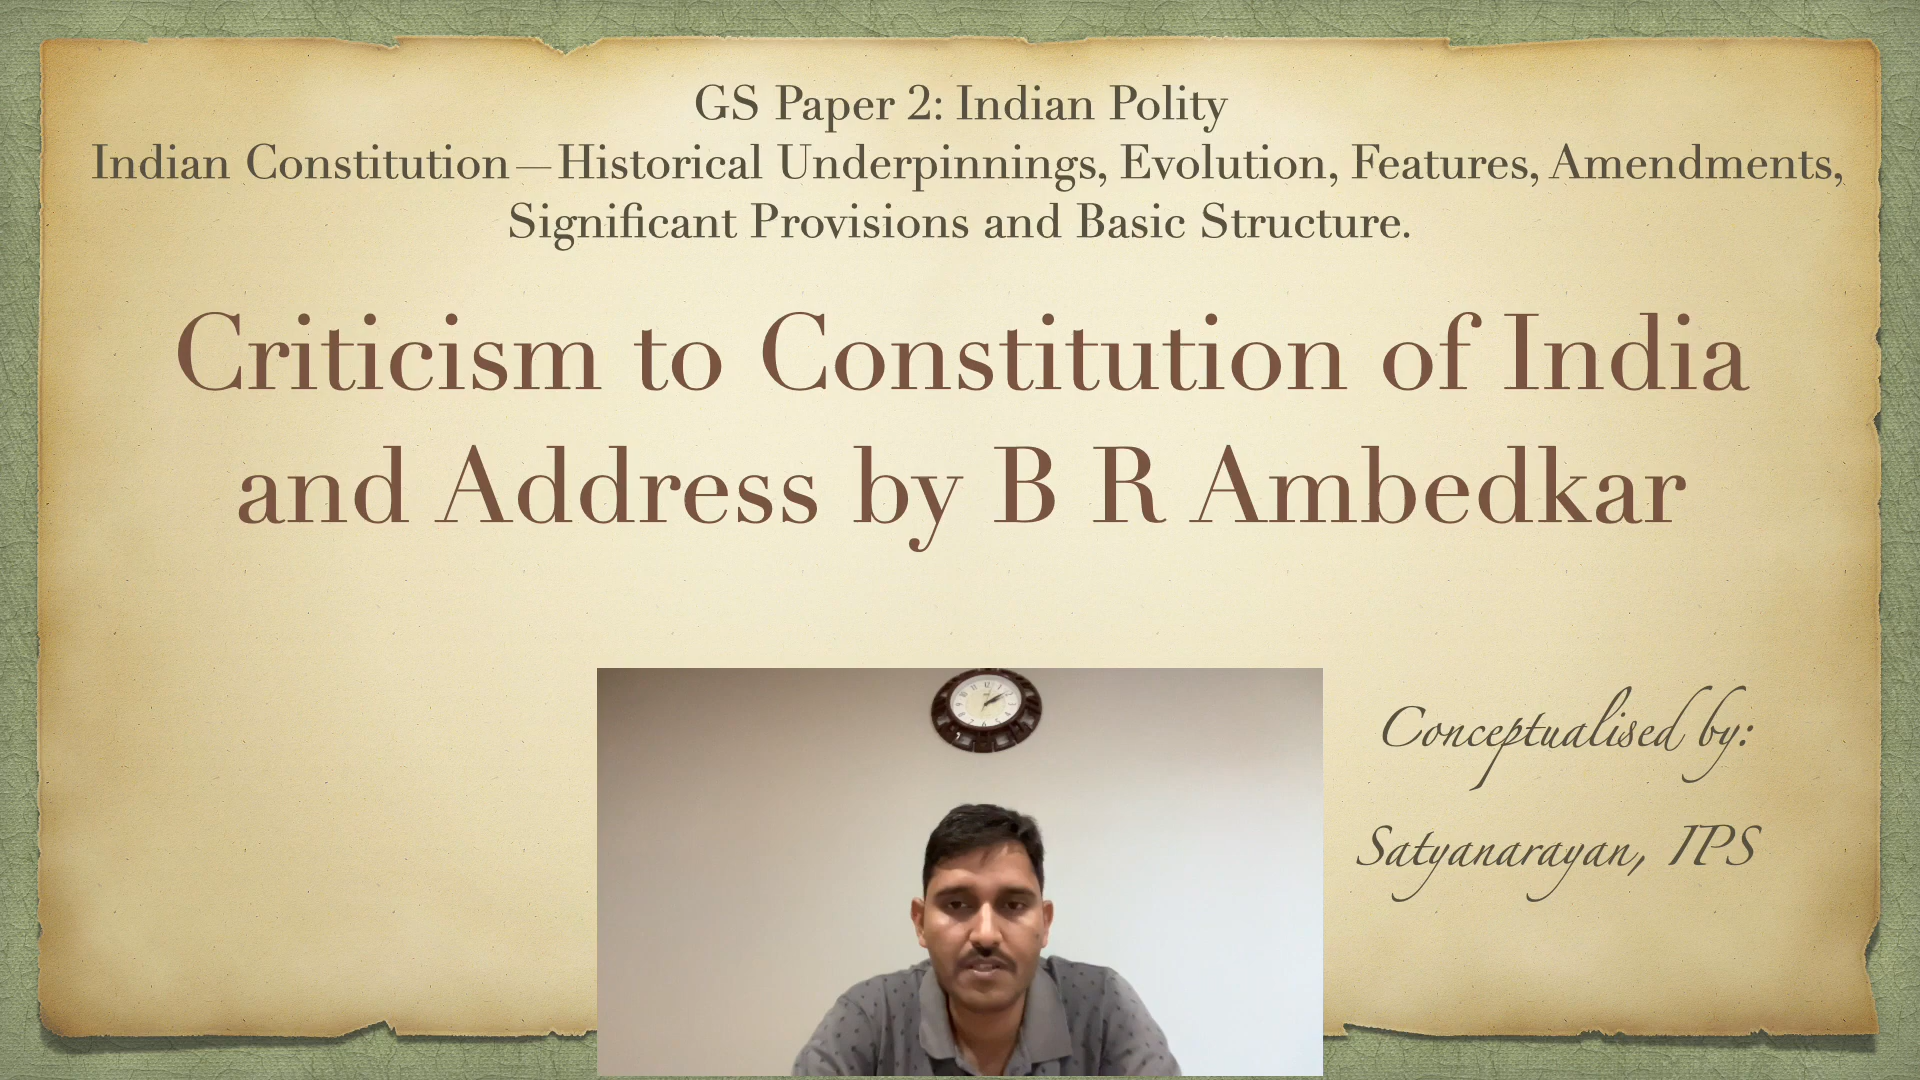 GS Paper 2: Indian Polity
Indian Constitution—Historical Underpinnings, Evolution, Features, Amendments,
Significant Provisions and Basic Structure.
Criticism to Constitution of India
and Address by B R Ambedkar
Conceptualised by:
Satyanarayan, IPS